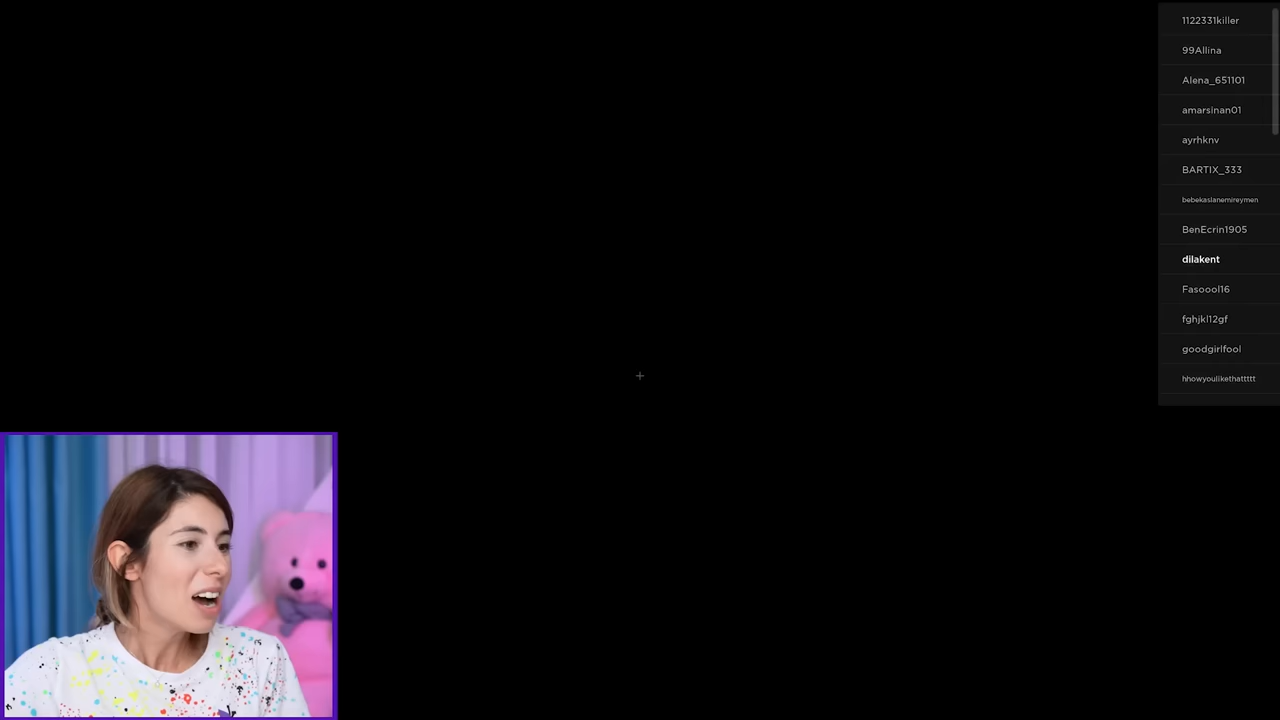 1122331killer
99Allina
Alena_651101
amarsinan01
ayrhknv
BARTIX_333
bebekaslanemireymen
BenEcrin1905
dilakent
Fasoool16
fghjkl12gf
goodgirlfool
hhowyoulikethattttt